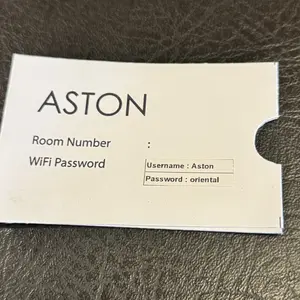 ASTON
Room Number :
WiFi Password
Username : Aston
Password : oriental